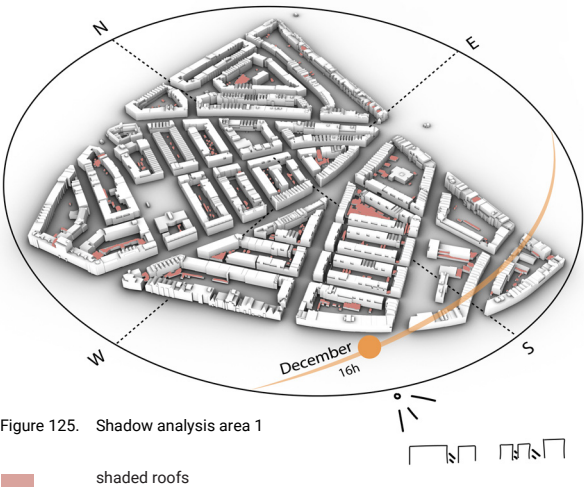 N
E
W
S
December
16h
Figure 125. Shadow analysis area 1
shaded roofs